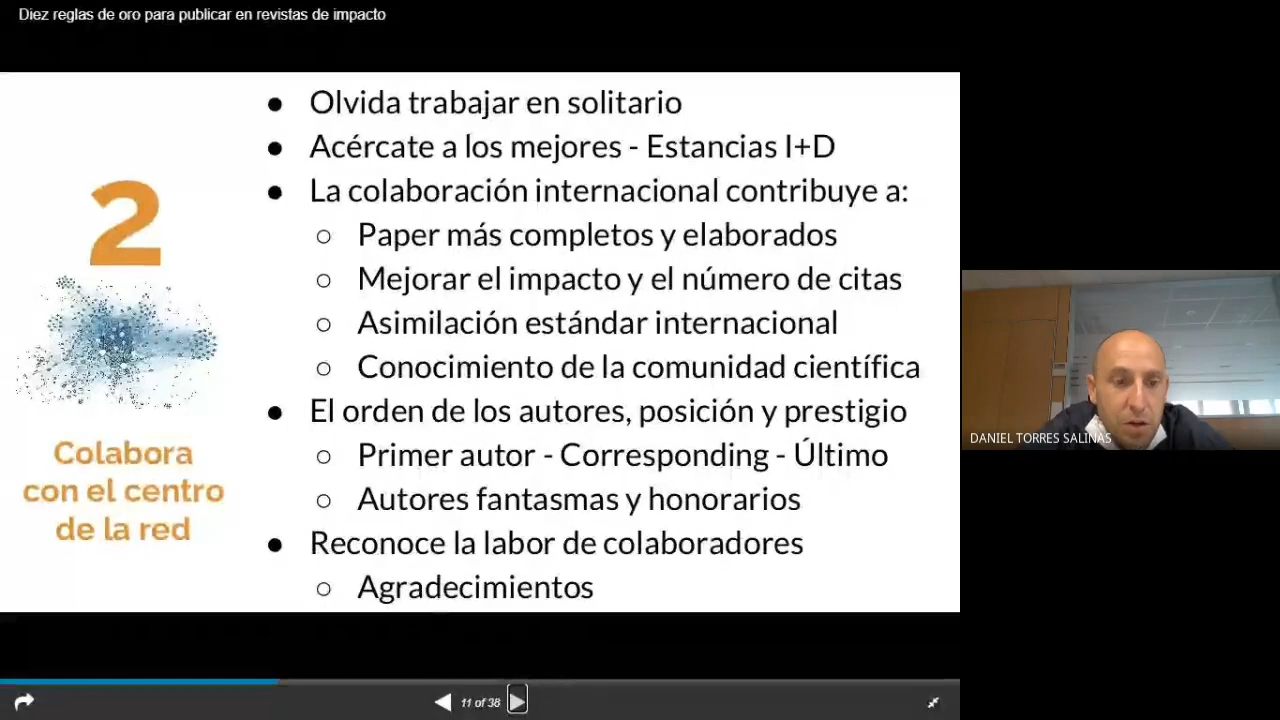 Diez reglas de oro para publicar en revistas de impacto
2
Colabora
con el centro
de la red
● Olvida trabajar en solitario
● Acércate a los mejores - Estancias I+D
● La colaboración internacional contribuye a:
○ Paper más completos y elaborados
○ Mejorar el impacto y el número de citas
○ Asimilación estándar internacional
○ Conocimiento de la comunidad científica
● El orden de los autores, posición y prestigio
○ Primer autor - Corresponding - Último
○ Autores fantasmas y honorarios
● Reconoce la labor de colaboradores
○ Agradecimientos
DANIEL TORRES SALINAS
11 of 38